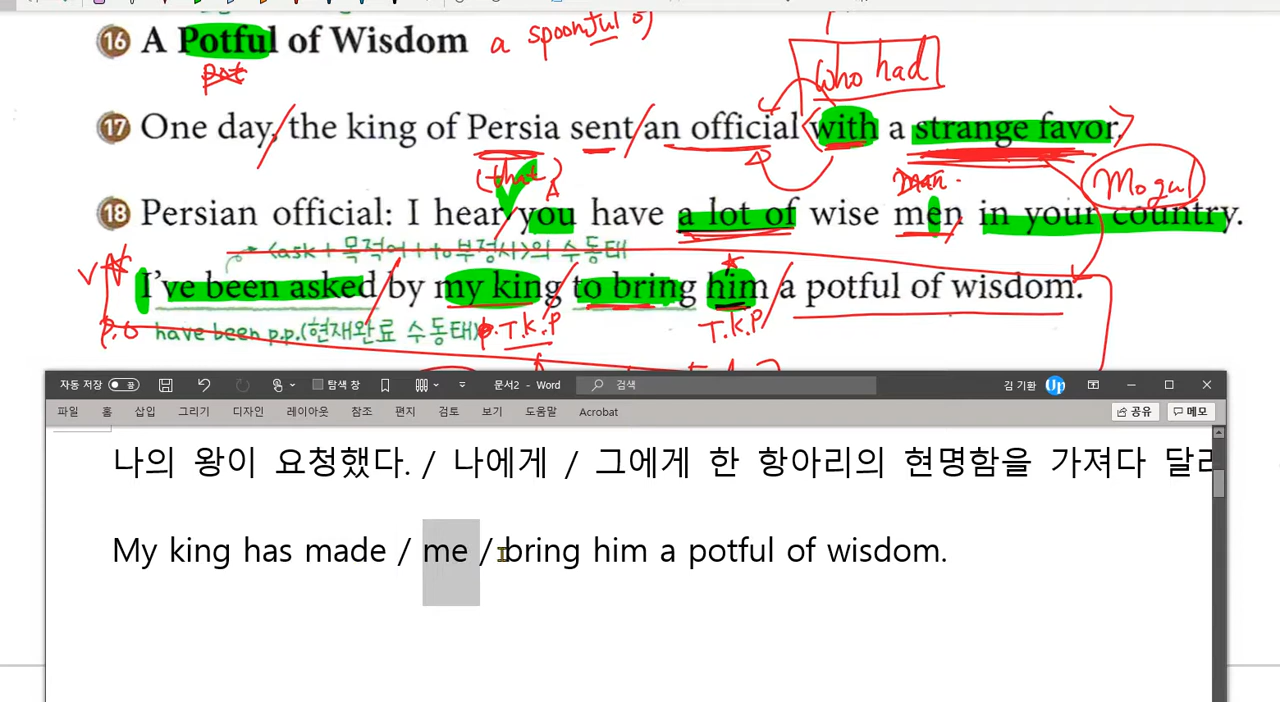 16 A Potful of Wisdom a spoonful of
pot
who had
17 One day, the king of Persia sent an official with a strange favor.
(that) man. Mogul
18 Persian official: I hear you have a lot of wise men in your country.
<ask + 목적어 + to부정사>의 수동태
I've been asked by my king to bring him a potful of wisdom.
P.O have been p.p.(현재완료 수동태) T.K.P T.K.P
자동 저장 끔 탐색 창 문서2 - Word 검색 김 기환
파일 홈 삽입 그리기 디자인 레이아웃 참조 편지 검토 보기 도움말 Acrobat 공유 메모
나의 왕이 요청했다. / 나에게 / 그에게 한 항아리의 현명함을 가져다
My king has made / me / bring him a potful of wisdom.